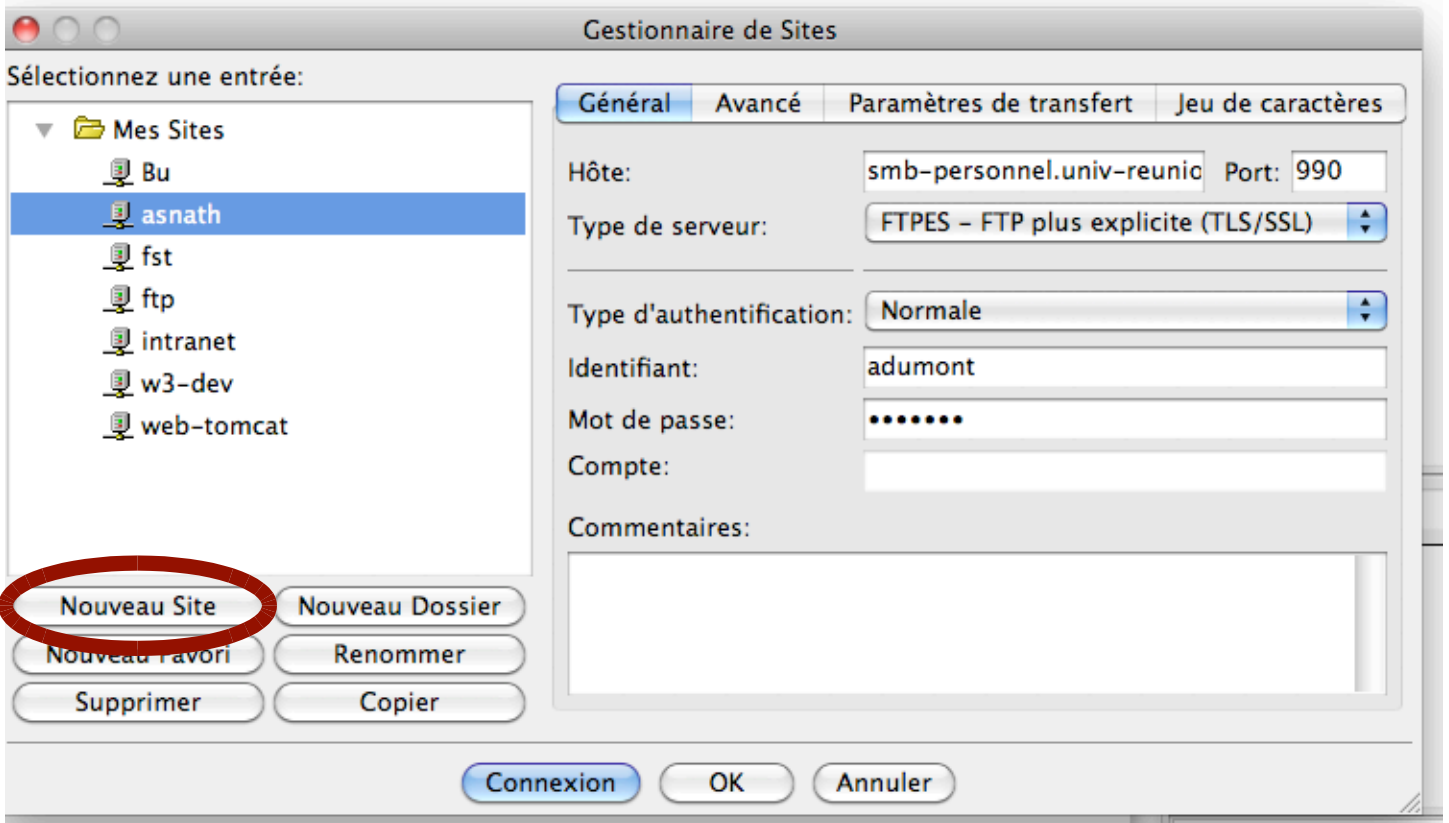 Gestionnaire de Sites
Sélectionnez une entrée:
Mes Sites
Bu
asnath
fst
ftp
intranet
w3-dev
web-tomcat
Nouveau Site
Nouveau Dossier
Nouveau Favori
Renommer
Supprimer
Copier
Général
Avancé
Paramètres de transfert
Jeu de caractères
Hôte: smb-personnel.univ-reunio Port: 990
Type de serveur: FTPES - FTP plus explicite (TLS/SSL)
Type d'authentification: Normale
Identifiant: adumont
Mot de passe: •••••••
Compte:
Commentaires:
Connexion
OK
Annuler